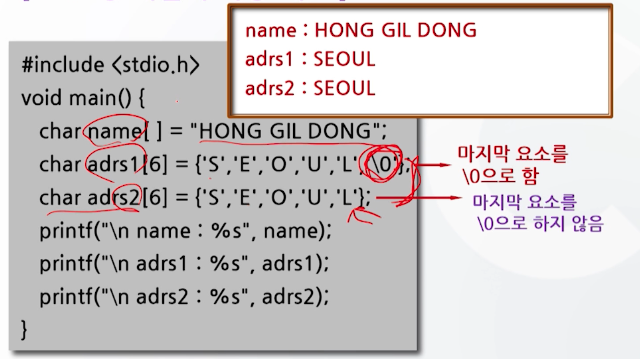 name : HONG GIL DONG
adrs1 : SEOUL
adrs2 : SEOUL
#include <stdio.h>
void main() {
char name[ ] = "HONG GIL DONG";
char adrs1[6] = {'S','E','O','U','L','\0'};
마지막 요소를
\0으로 함
char adrs2[6] = {'S','E','O','U','L'};
마지막 요소를
\0으로 하지 않음
printf("\n name : %s", name);
printf("\n adrs1 : %s", adrs1);
printf("\n adrs2 : %s", adrs2);
}